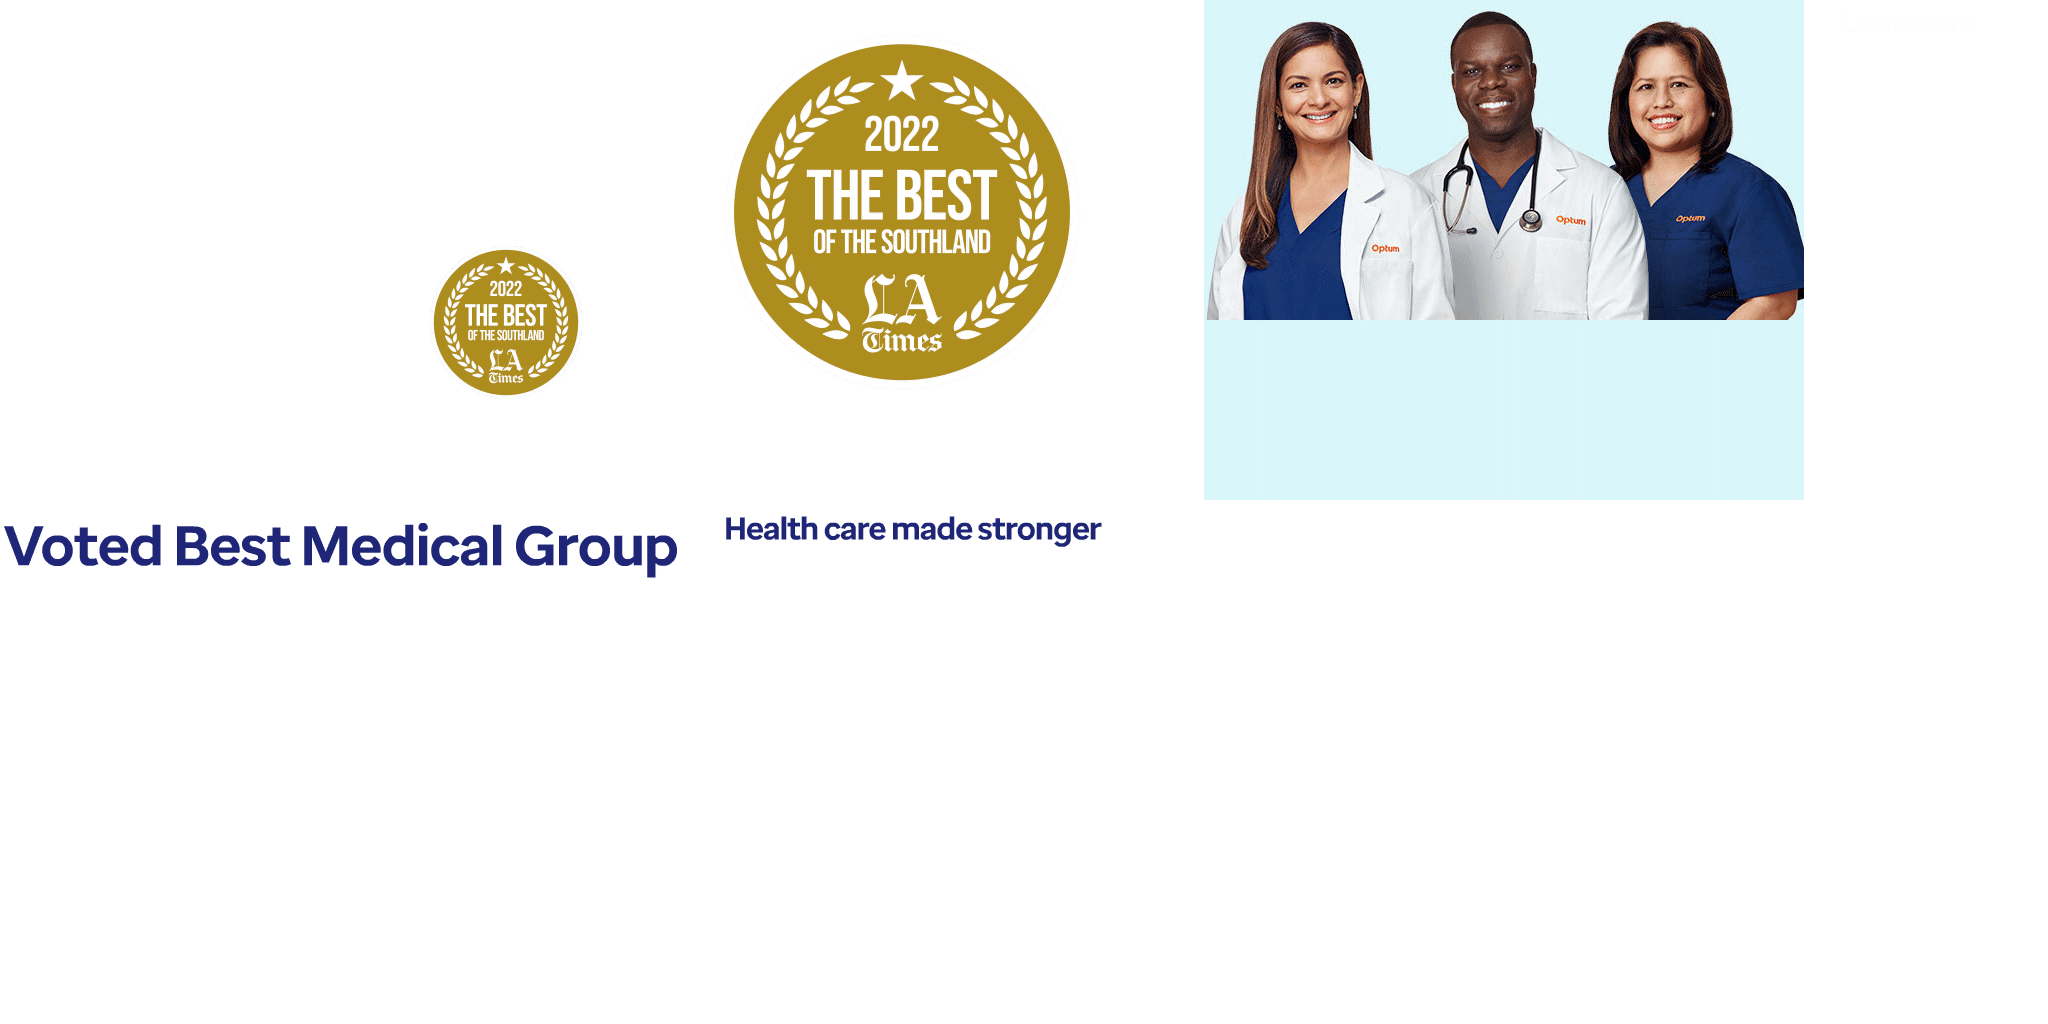 2022
THE BEST
OF THE SOUTHLAND
LA
Times
2022
THE BEST
OF THE SOUTHLAND
LA
Times
Optum
Optum
Optum
Voted Best Medical Group
Health care made stronger